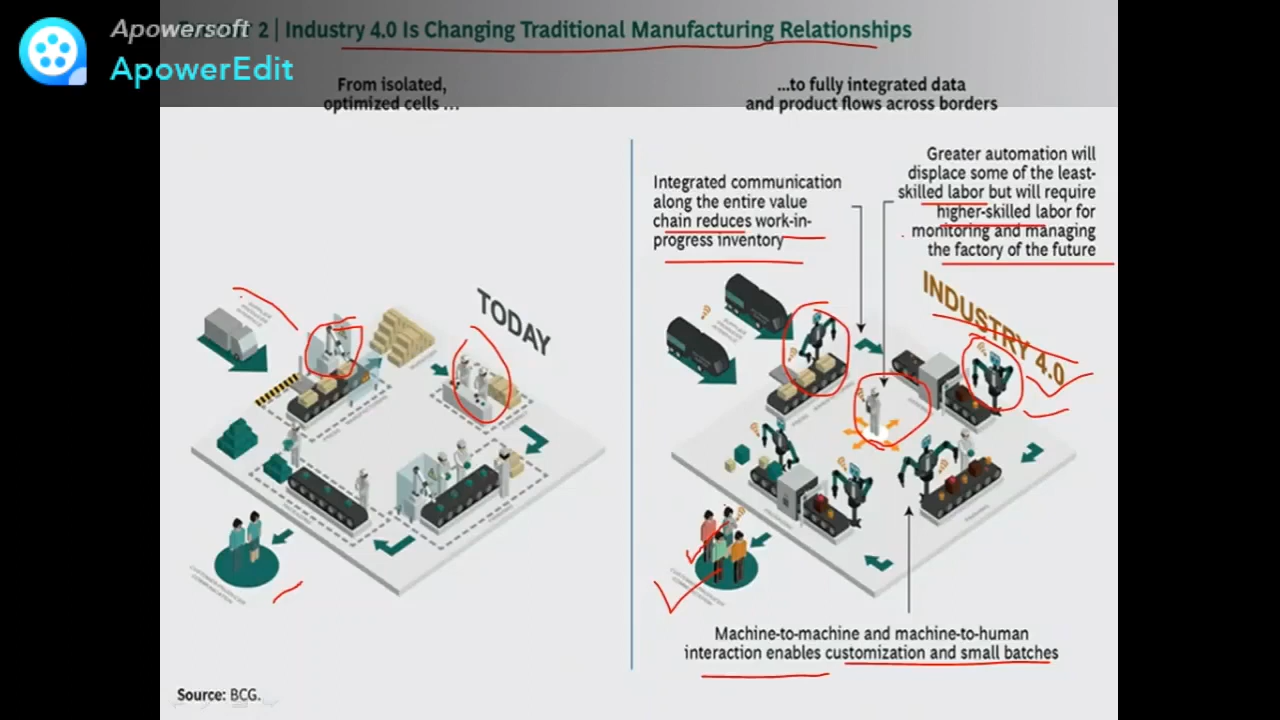 Apowersoft
ApowerEdit
2 | Industry 4.0 Is Changing Traditional Manufacturing Relationships
From isolated,
optimized cells ...
...to fully integrated data
and product flows across borders
Integrated communication
along the entire value
chain reduces work-in-
progress inventory
Greater automation will
displace some of the least-
skilled labor but will require
higher-skilled labor for
monitoring and managing
the factory of the future
TODAY
INDUSTRY 4.0
Machine-to-machine and machine-to-human
interaction enables customization and small batches
Source: BCG.